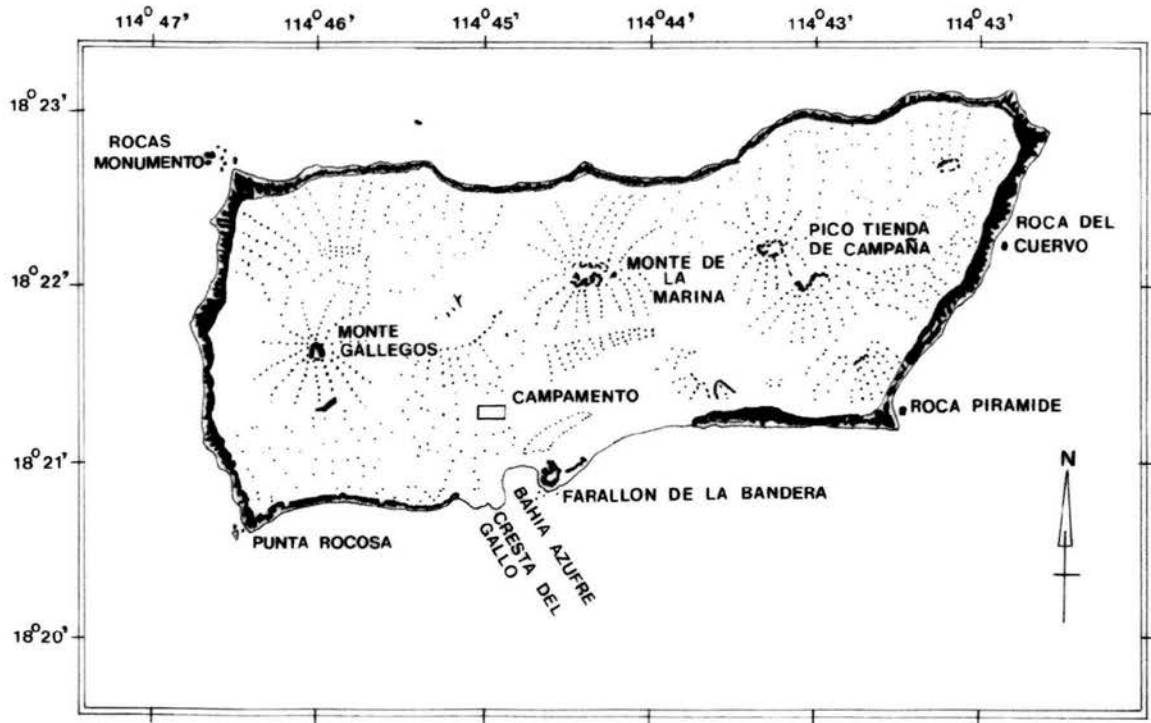 114° 47' 114° 46' 114° 45' 114° 44' 114° 43' 114° 43'
18° 23'
ROCAS
MONUMENTO
PICO TIENDA
DE CAMPAÑA
ROCA DEL
CUERVO
18° 22'
MONTE DE
LA
MARINA
MONTE
GALLEGOS
CAMPAMENTO
ROCA PIRAMIDE
18° 21'
N
FARALLON DE LA BANDERA
BAHIA AZUFRE
CRESTA DEL
GALLO
PUNTA ROCOSA
18° 20'